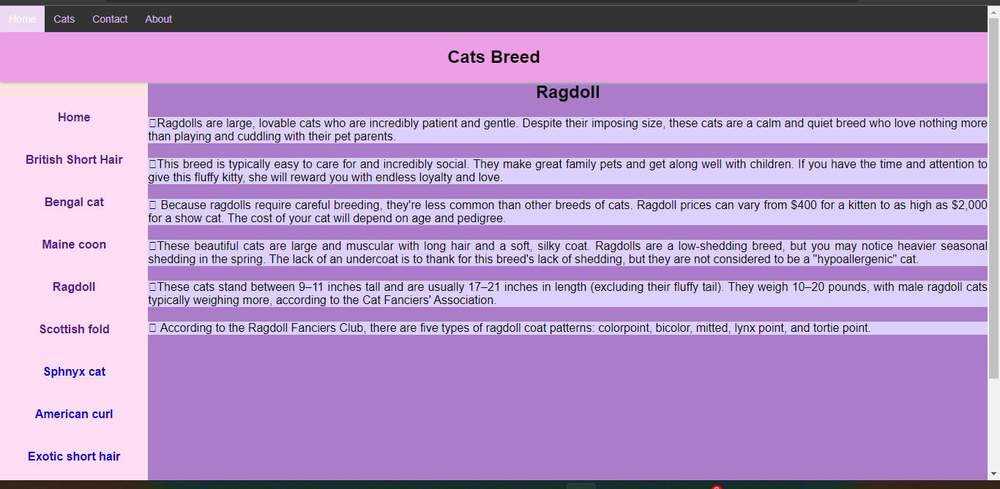 Home Cats Contact About
Cats Breed
Ragdoll
Home
British Short Hair
Bengal cat
Maine coon
Ragdoll
Scottish fold
Sphnyx cat
American curl
Exotic short hair
Ragdolls are large, lovable cats who are incredibly patient and gentle. Despite their imposing size, these cats are a calm and quiet breed who love nothing more
than playing and cuddling with their pet parents.
This breed is typically easy to care for and incredibly social. They make great family pets and get along well with children. If you have the time and attention to
give this fluffy kitty, she will reward you with endless loyalty and love.
Because ragdolls require careful breeding, they're less common than other breeds of cats. Ragdoll prices can vary from $400 for a kitten to as high as $2,000
for a show cat. The cost of your cat will depend on age and pedigree.
These beautiful cats are large and muscular with long hair and a soft, silky coat. Ragdolls are a low-shedding breed, but you may notice heavier seasonal
shedding in the spring. The lack of an undercoat is to thank for this breed's lack of shedding, but they are not considered to be a "hypoallergenic" cat.
These cats stand between 9–11 inches tall and are usually 17–21 inches in length (excluding their fluffy tail). They weigh 10–20 pounds, with male ragdoll cats
typically weighing more, according to the Cat Fanciers' Association.
According to the Ragdoll Fanciers Club, there are five types of ragdoll coat patterns: colorpoint, bicolor, mitted, lynx point, and tortie point.